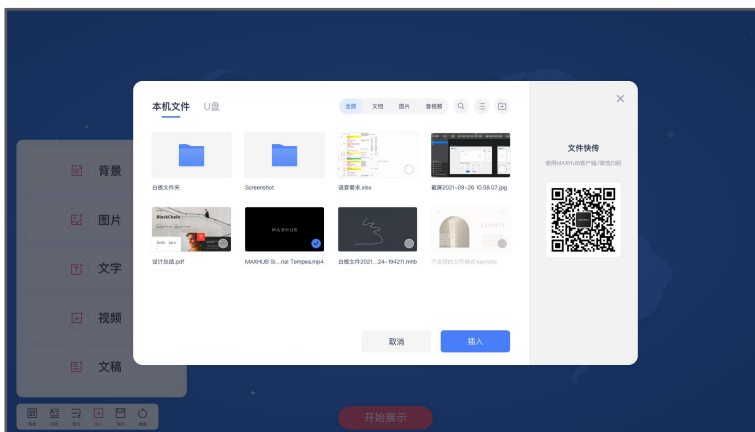 本机文件
U盘
全部
文档
图片
音视频
白板文件夹
Screenshot
语音需求.xlsx
截屏2021-09-26 10.58.07.jpg
BlockChain
MAXHUB
设计总结.pdf
MAXHUB Si...nal Tempea.mp4
白板文件2021...24-194211.mhb
不支持的文件格式.keynote
取消
插入
文件快传
使用MAXHUB客户端/微信扫码
背景
图片
文字
视频
文稿
开始展示